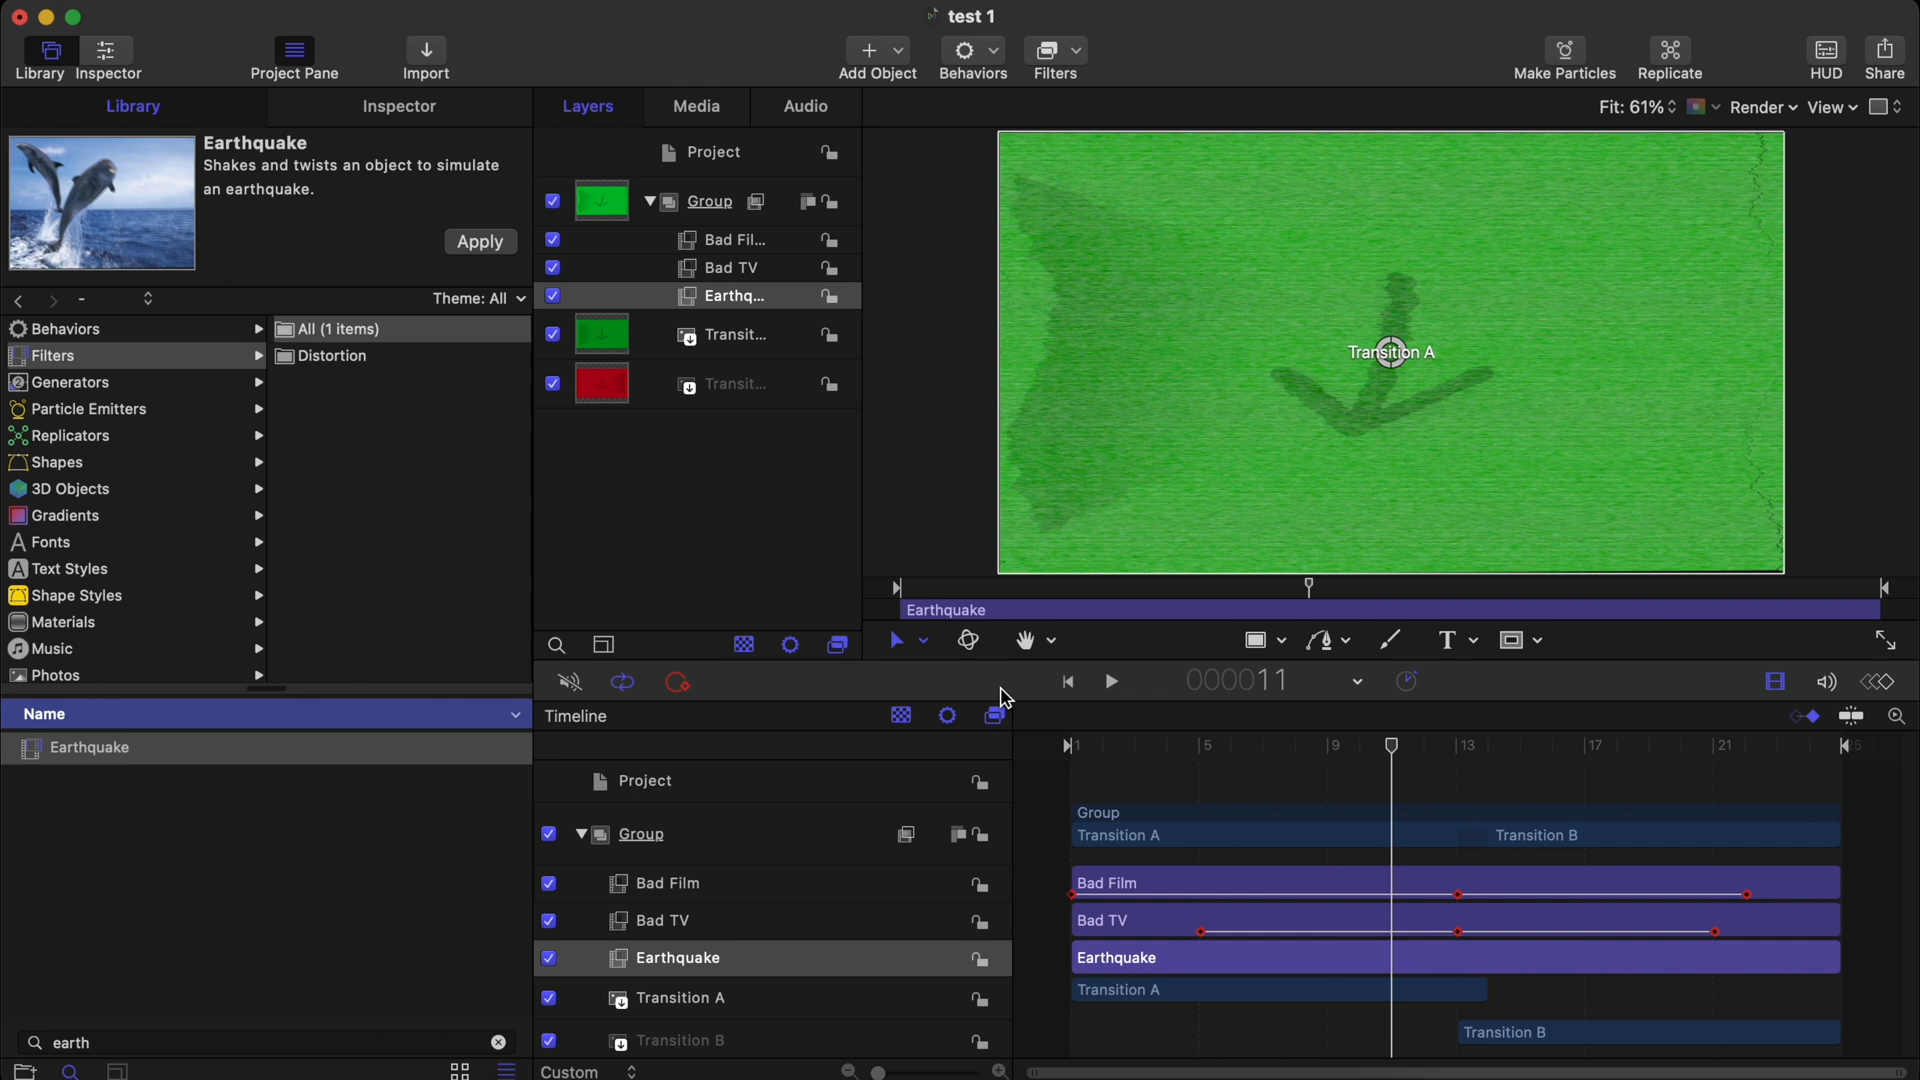 test 1
Library Inspector Project Pane Import Add Object Behaviors Filters Make Particles Replicate HUD Share
Library Inspector Layers Media Audio Fit: 61% Render View
Earthquake
Shakes and twists an object to simulate
an earthquake.
Apply
- Theme: All
Behaviors
Filters
Generators
Particle Emitters
Replicators
Shapes
3D Objects
Gradients
Fonts
Text Styles
Shape Styles
Materials
Music
Photos
All (1 items)
Distortion
Name
Earthquake
earth
Project
Group
Bad Fil...
Bad TV
Earthq...
Transit...
Transit...
Transition A
Earthquake
T
000011
Timeline
1 5 9 13 17 21 25
Project
Group
Bad Film
Bad TV
Earthquake
Transition A
Transition B
Custom
Group
Transition A Transition B
Bad Film
Bad TV
Earthquake
Transition A
Transition B